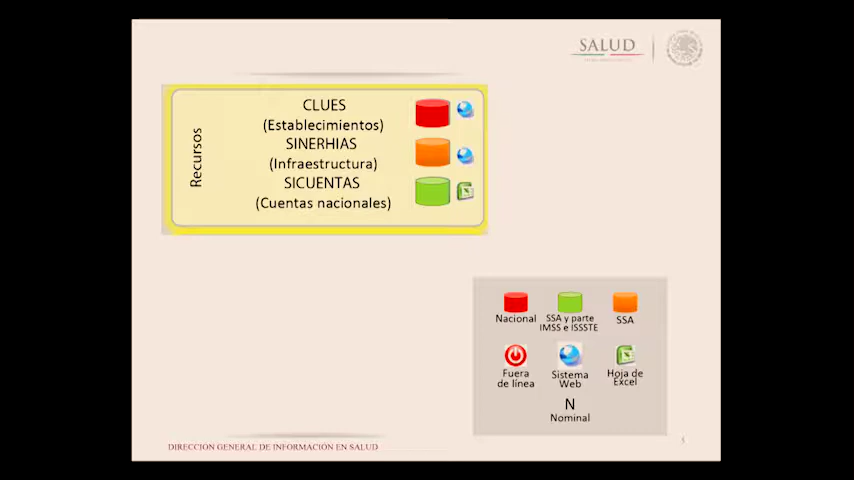 SALUD
Recursos
CLUES
(Establecimientos)
SINERHIAS
(Infraestructura)
SICUENTAS
(Cuentas nacionales)
Nacional
SSA y parte
IMSS e ISSSTE
SSA
Fuera
de línea
Sistema
Web
Hoja de
Excel
N
Nominal
DIRECCION GENERAL DE INFORMACIÓN EN SALUD
5